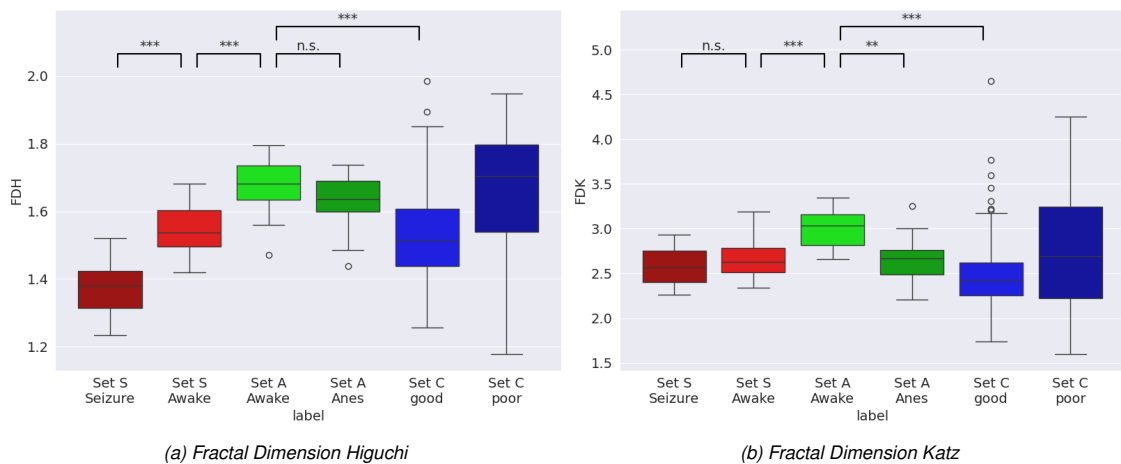 ***
*** *** n.s.
FDH
2.0
1.8
1.6
1.4
1.2
Set S Seizure
Set S Awake
Set A Awake
Set A Anes
Set C good
Set C poor
label
(a) Fractal Dimension Higuchi
***
n.s. *** **
FDK
5.0
4.5
4.0
3.5
3.0
2.5
2.0
1.5
Set S Seizure
Set S Awake
Set A Awake
Set A Anes
Set C good
Set C poor
label
(b) Fractal Dimension Katz